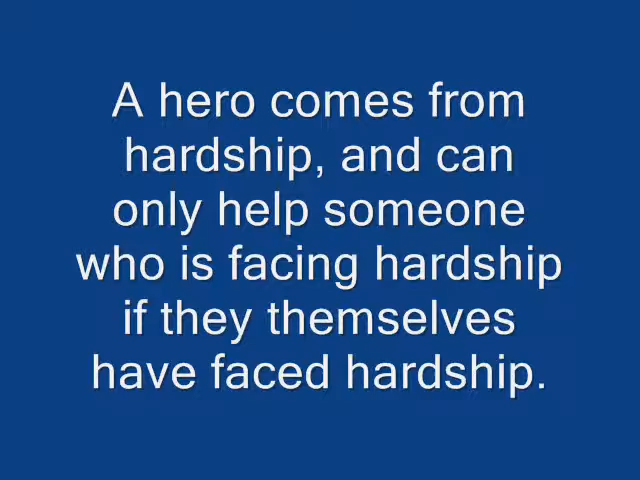 A hero comes from
hardship, and can
only help someone
who is facing hardship
if they themselves
have faced hardship.